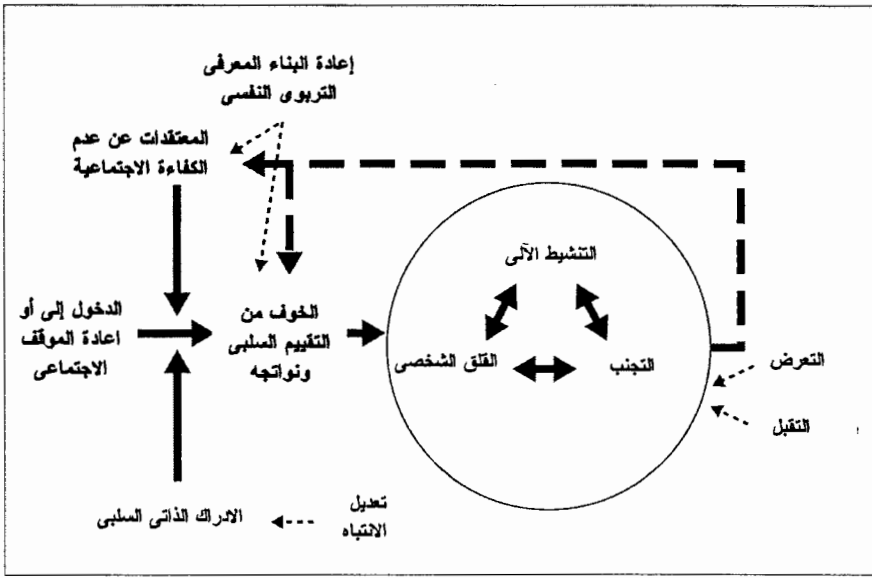 إعادة البناء المعرفى
التربوى النفسى
المعتقدات عن عدم
الكفاءة الاجتماعية
التنشيط الآلى
الدخول إلى أو
اعادة الموقف
الاجتماعى
الخوف من
التقييم السلبى
ونواتجه
القلق الشخصى
التجنب
التعرض
التقبل
تعديل
الانتباه
الادراك الذاتى السلبى